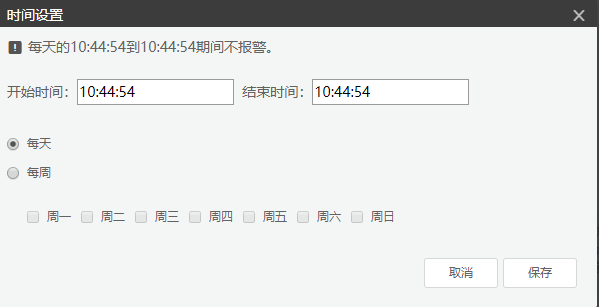 时间设置
每天的10:44:54到10:44:54期间不报警。
开始时间: 10:44:54 结束时间: 10:44:54
每天
每周
周一 周二 周三 周四 周五 周六 周日
取消 保存